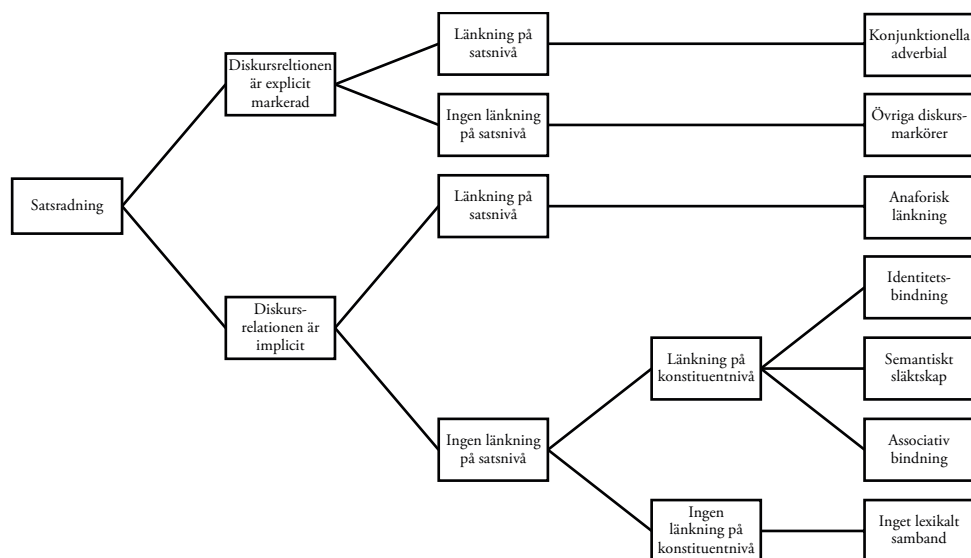 Satsradning
Diskursreltionen
är explicit
markerad
Länkning på
satsnivå
Konjunktionella
adverbial
Ingen länkning
på satsnivå
Övriga diskurs-
markörer
Diskurs-
relationen är
implicit
Länkning på
satsnivå
Anaforisk
länkning
Ingen länkning
på satsnivå
Länkning på
konstituentnivå
Identitets-
bindning
Semantiskt
släktskap
Associativ
bindning
Ingen
länkning på
konstituentnivå
Inget lexikalt
samband